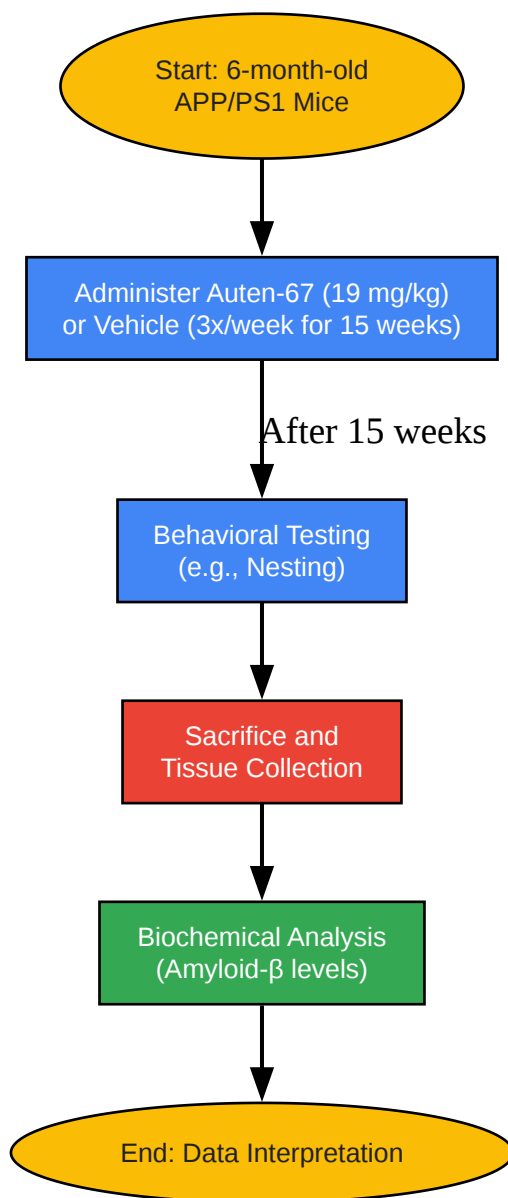 Start: 6-month-old
APP/PS1 Mice
Administer Auten-67 (19 mg/kg)
or Vehicle (3x/week for 15 weeks)
After 15 weeks
Behavioral Testing
(e.g., Nesting)
Sacrifice and
Tissue Collection
Biochemical Analysis
(Amyloid-β levels)
End: Data Interpretation